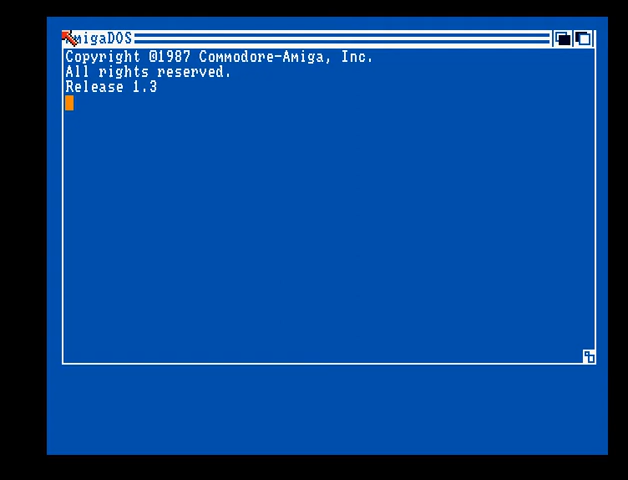 AmigaDOS
Copyright ©1987 Commodore-Amiga, Inc.
All rights reserved.
Release 1.3